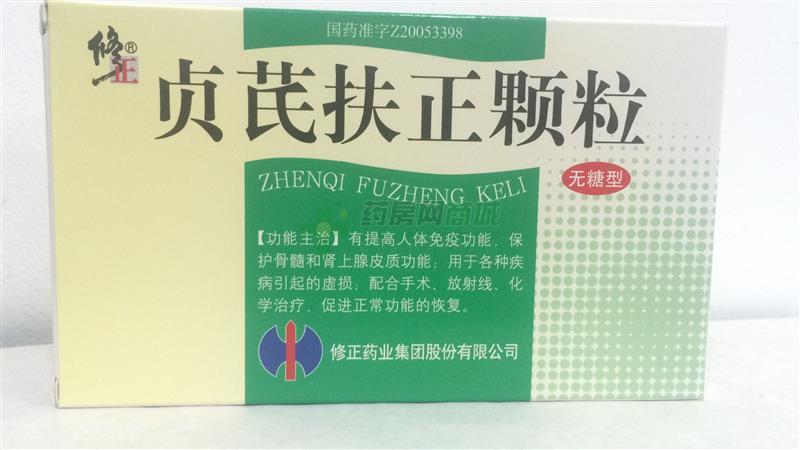 国药准字Z20053398
修正®
贞芪扶正颗粒
ZHENQI FUZHENG KELI
无糖型
药房网商城
【功能主治】有提高人体免疫功能，保
护骨髓和肾上腺皮质功能；用于各种疾
病引起的虚损；配合手术、放射线、化
学治疗，促进正常功能的恢复。
修正药业集团股份有限公司